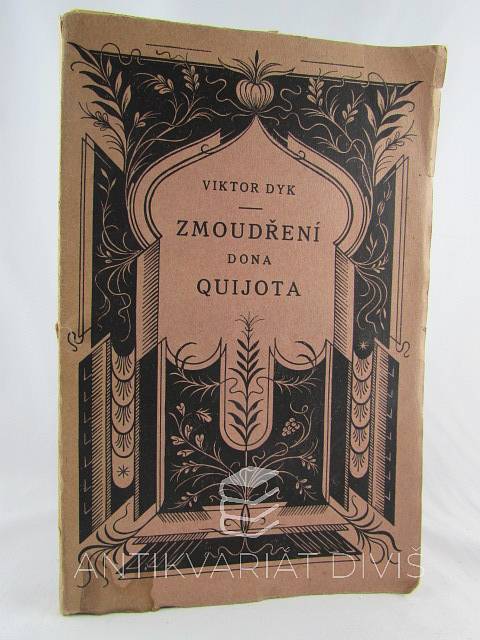 VIKTOR DYK
ZMOUDŘENÍ
DONA
QUIJOTA
ANTIKVARIÁT DIVIŠ